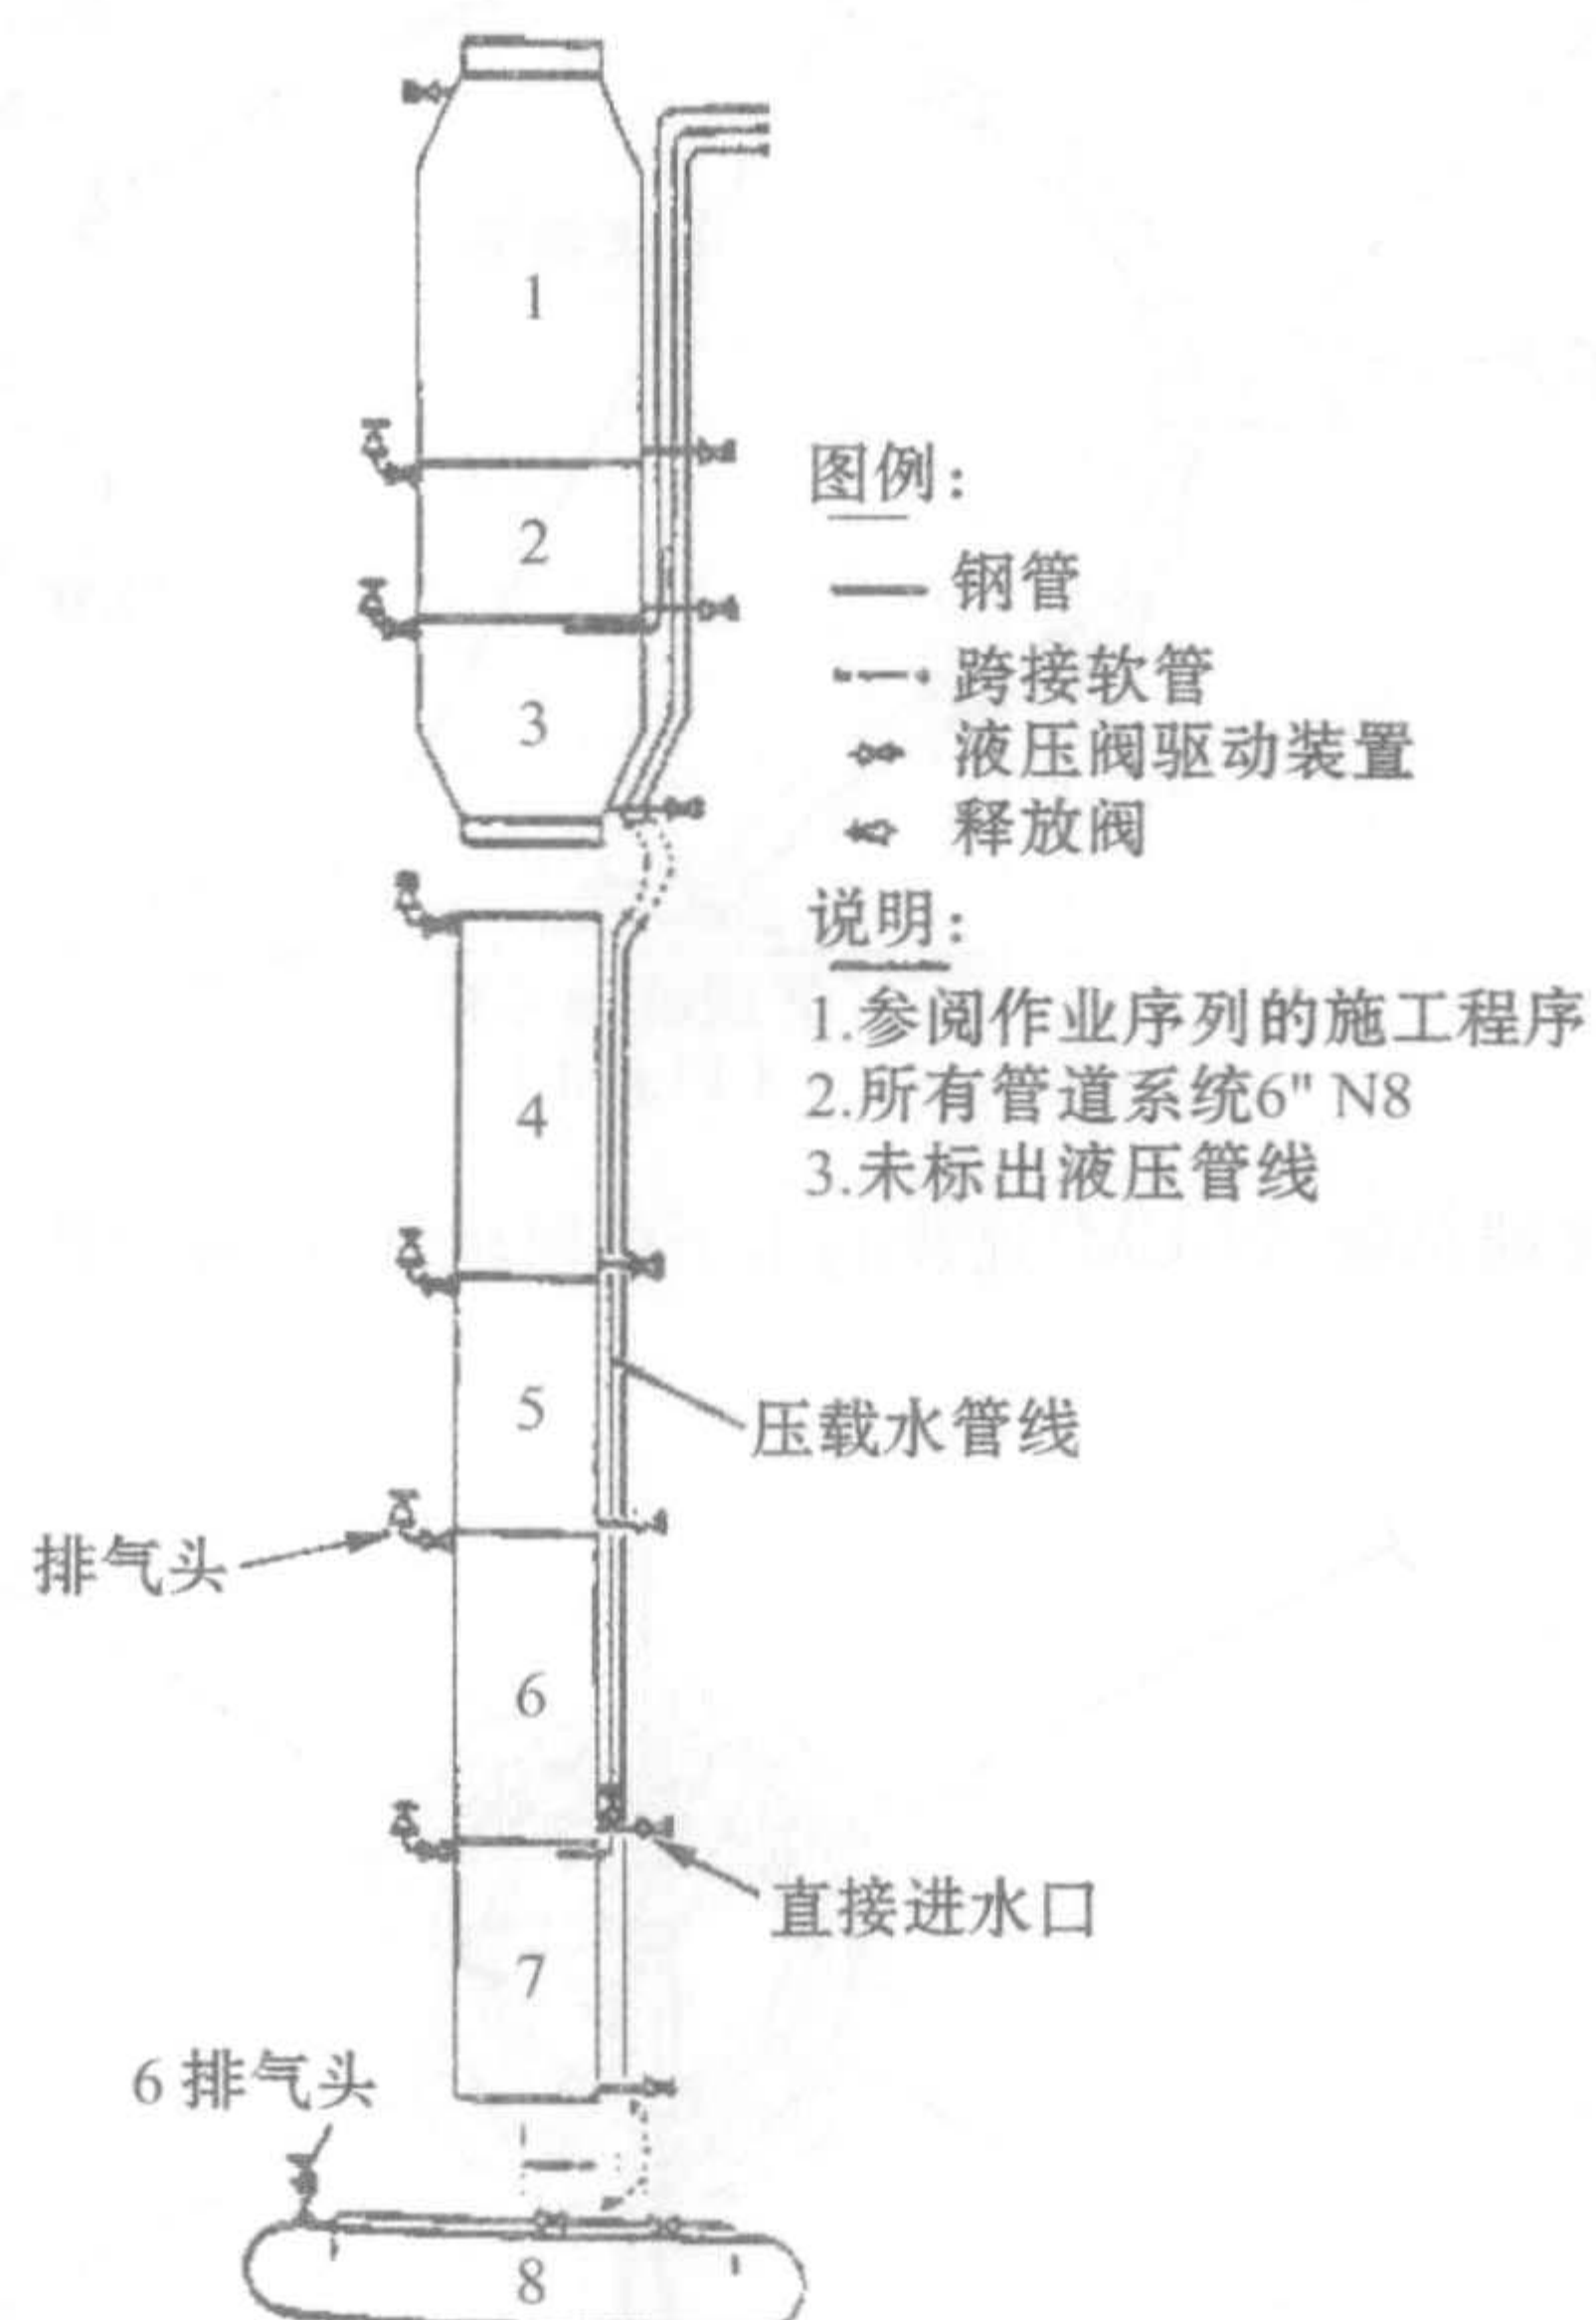 1
2
3
4
5
6
7
8
图例：
钢管
跨接软管
液压阀驱动装置
释放阀
说明：
1.参阅作业序列的施工程序
2.所有管道系统6" N8
3.未标出液压管线
压载水管线
排气头
直接进水口
6 排气头